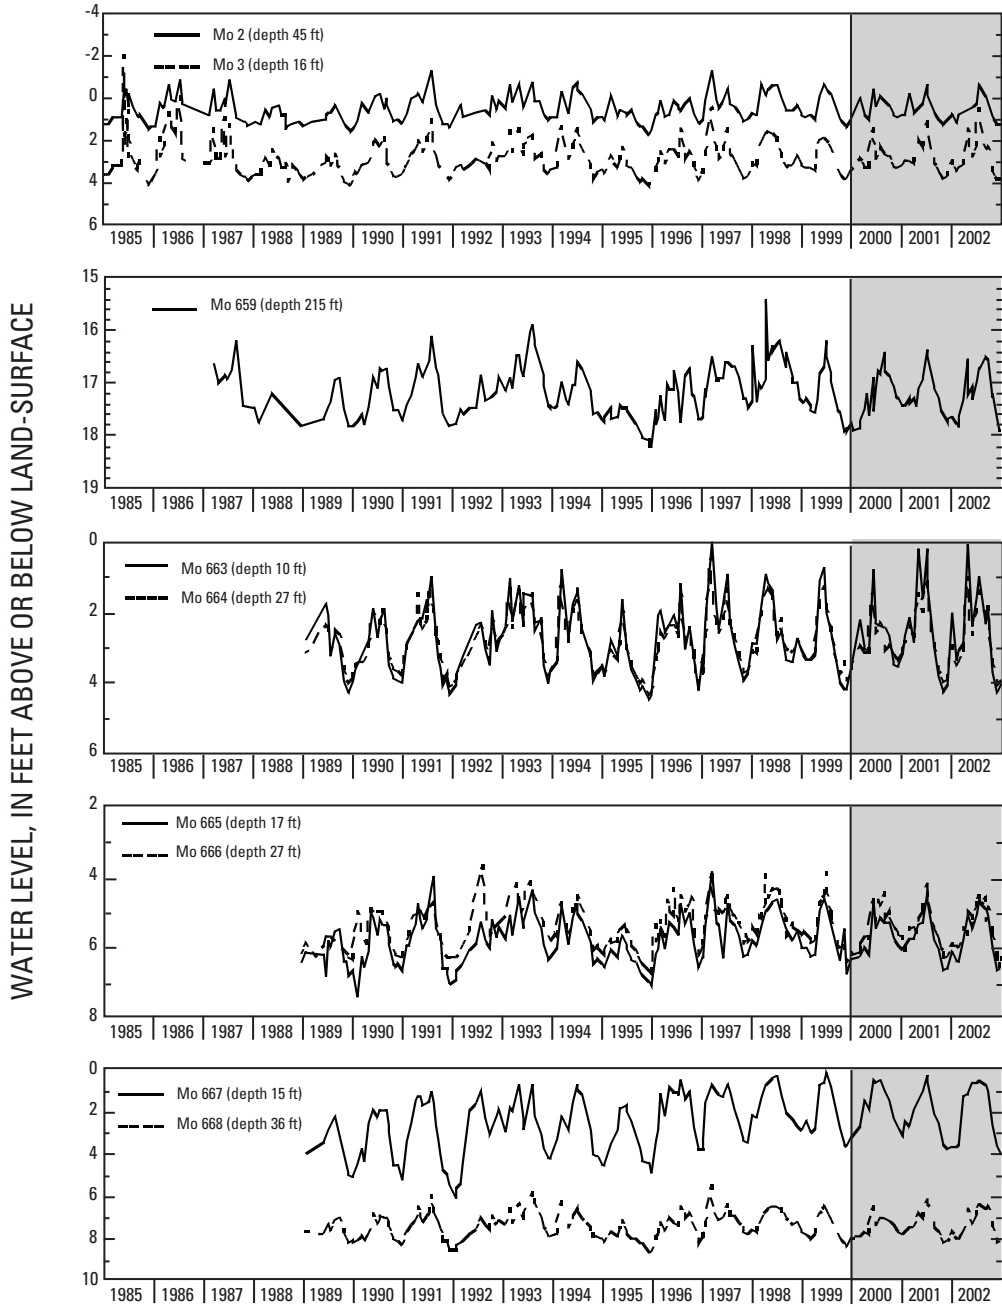 WATER LEVEL, IN FEET ABOVE OR BELOW LAND-SURFACE
-4
-2
0
2
4
6
Mo 2 (depth 45 ft)
Mo 3 (depth 16 ft)
1985 1986 1987 1988 1989 1990 1991 1992 1993 1994 1995 1996 1997 1998 1999 2000 2001 2002
15
16
17
18
19
Mo 659 (depth 215 ft)
1985 1986 1987 1988 1989 1990 1991 1992 1993 1994 1995 1996 1997 1998 1999 2000 2001 2002
0
2
4
6
Mo 663 (depth 10 ft)
Mo 664 (depth 27 ft)
1985 1986 1987 1988 1989 1990 1991 1992 1993 1994 1995 1996 1997 1998 1999 2000 2001 2002
2
4
6
8
Mo 665 (depth 17 ft)
Mo 666 (depth 27 ft)
1985 1986 1987 1988 1989 1990 1991 1992 1993 1994 1995 1996 1997 1998 1999 2000 2001 2002
0
2
4
6
8
10
Mo 667 (depth 15 ft)
Mo 668 (depth 36 ft)
1985 1986 1987 1988 1989 1990 1991 1992 1993 1994 1995 1996 1997 1998 1999 2000 2001 2002